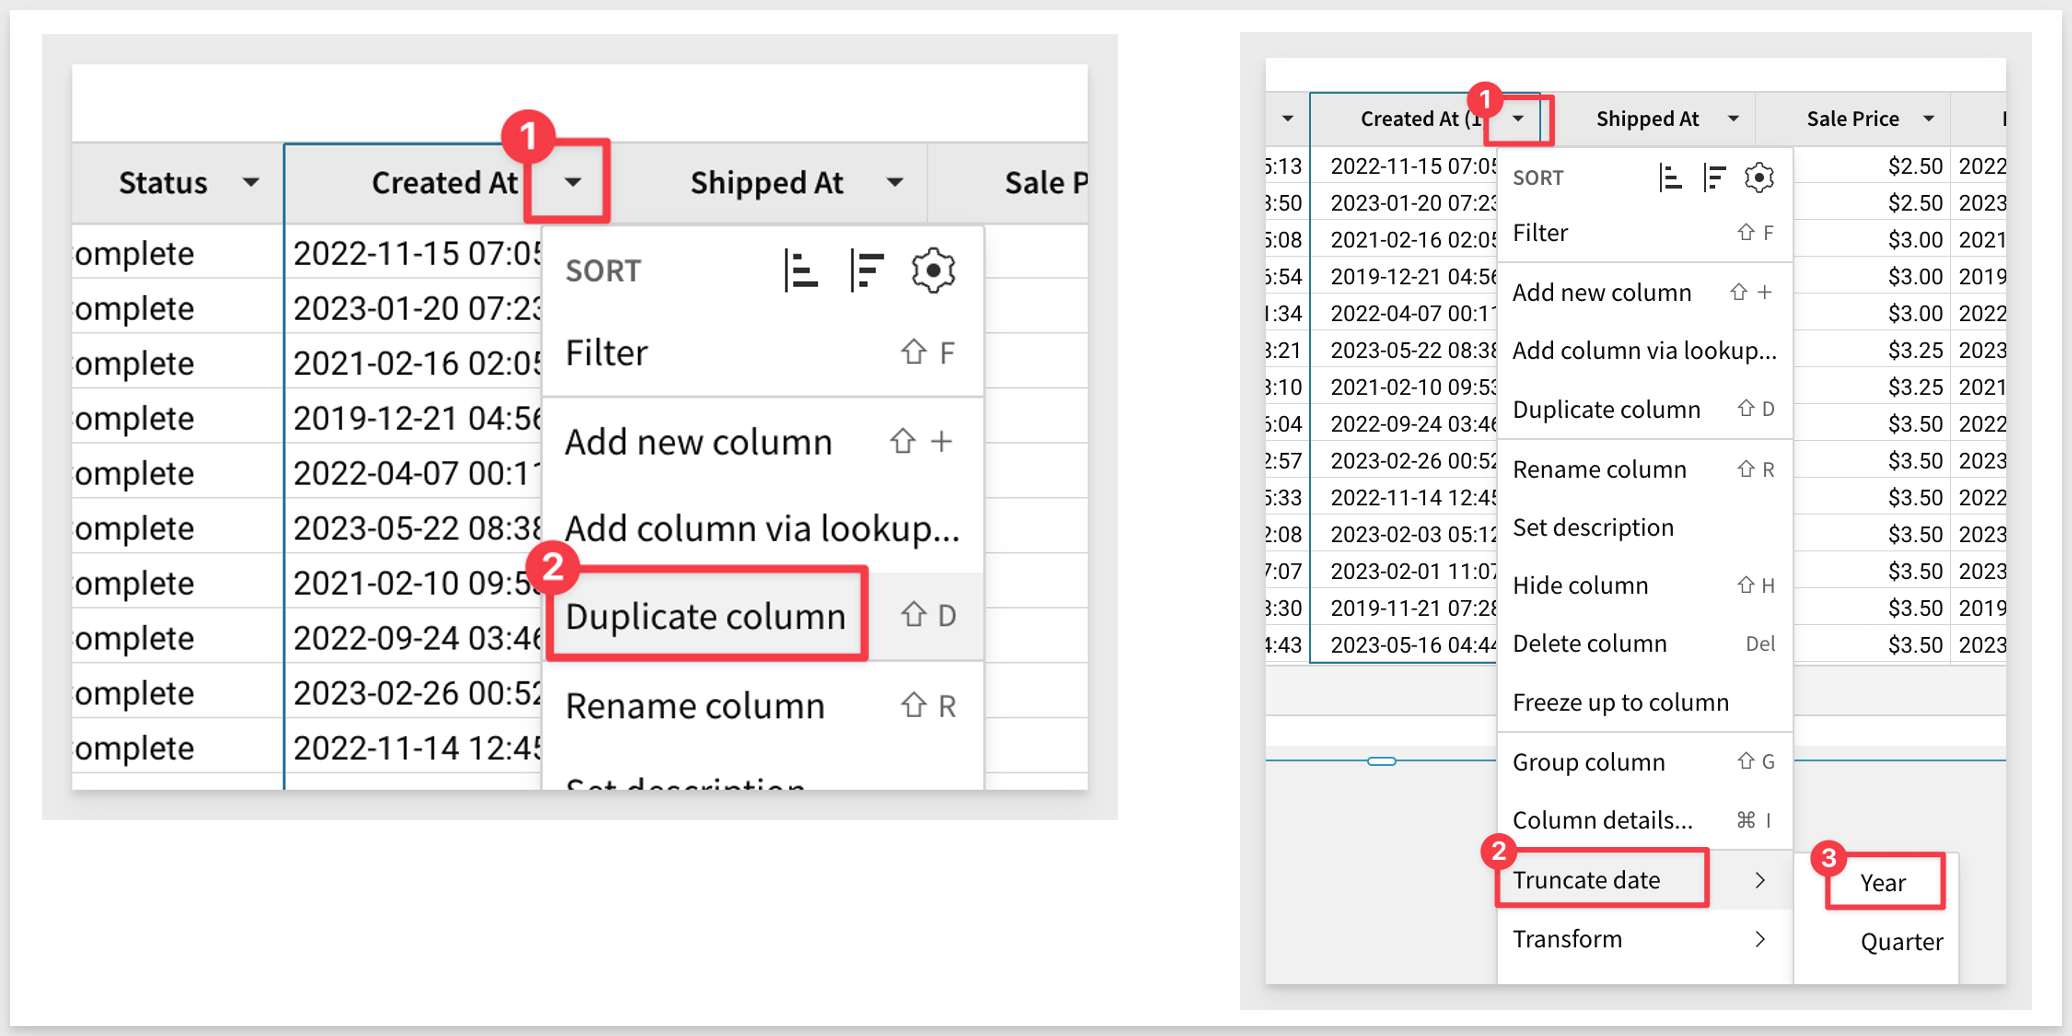 1
Status Created At Shipped At Sale P
omplete 2022-11-15 07:05
omplete 2023-01-20 07:23
omplete 2021-02-16 02:05
omplete 2019-12-21 04:56
omplete 2022-04-07 00:11
omplete 2023-05-22 08:38
omplete 2021-02-10 09:53
omplete 2022-09-24 03:46
omplete 2023-02-26 00:52
omplete 2022-11-14 12:45
SORT
Filter ⇧ F
Add new column ⇧ +
Add column via lookup...
2
Duplicate column ⇧ D
Rename column ⇧ R
Set description
1
Created At (1 Shipped At Sale Price
5:13 2022-11-15 07:05 $2.50 2022
3:50 2023-01-20 07:23 $2.50 2023
5:08 2021-02-16 02:05 $3.00 2021
6:54 2019-12-21 04:56 $3.00 2019
1:34 2022-04-07 00:11 $3.00 2022
3:21 2023-05-22 08:38 $3.25 2023
3:10 2021-02-10 09:53 $3.25 2021
6:04 2022-09-24 03:46 $3.50 2022
2:57 2023-02-26 00:52 $3.50 2023
5:33 2022-11-14 12:45 $3.50 2022
2:08 2023-02-03 05:12 $3.50 2023
7:07 2023-02-01 11:07 $3.50 2023
3:30 2019-11-21 07:28 $3.50 2019
4:43 2023-05-16 04:44 $3.50 2023
SORT
Filter ⇧ F
Add new column ⇧ +
Add column via lookup...
Duplicate column ⇧ D
Rename column ⇧ R
Set description
Hide column ⇧ H
Delete column Del
Freeze up to column
Group column ⇧ G
Column details... ⌘ I
2
Truncate date
3
Year
Transform
Quarter